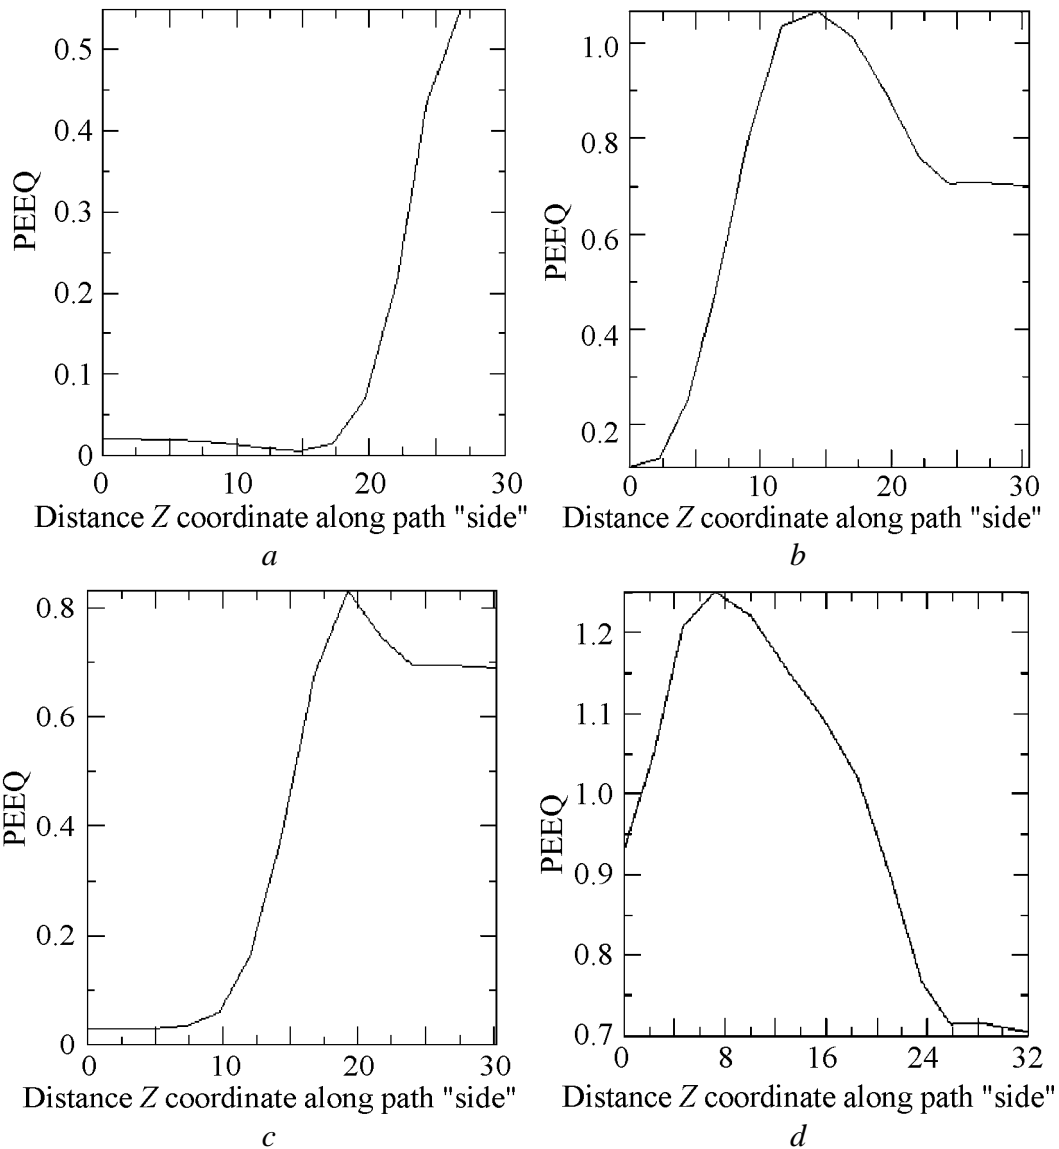 PEEQ
0.5
0.4
0.3
0.2
0.1
0
0 10 20 30
Distance Z coordinate along path "side"
a
PEEQ
1.0
0.8
0.6
0.4
0.2
0 10 20 30
Distance Z coordinate along path "side"
b
PEEQ
0.8
0.6
0.4
0.2
0
0 10 20 30
Distance Z coordinate along path "side"
c
PEEQ
1.2
1.1
1.0
0.9
0.8
0.7
0 8 16 24 32
Distance Z coordinate along path "side"
d